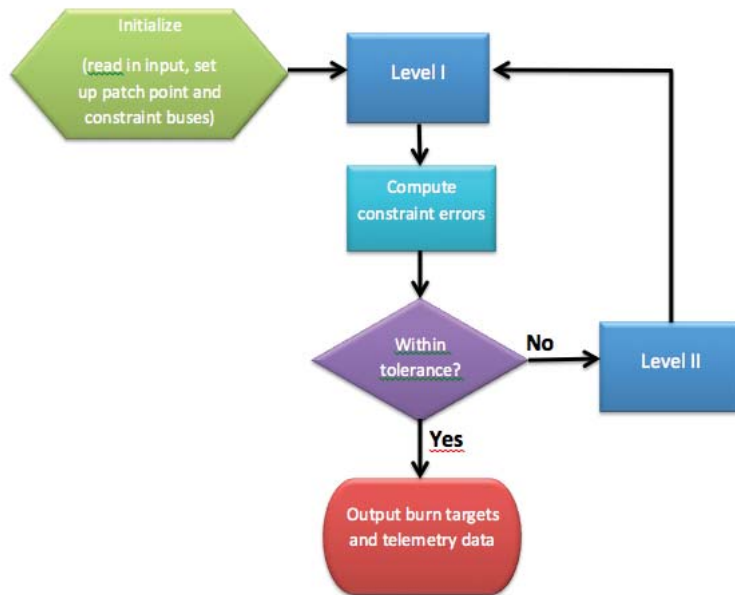 Initialize
(read in input, set
up patch point and
constraint buses)
Level I
Compute
constraint errors
Within
tolerance?
No
Level II
Yes
Output burn targets
and telemetry data